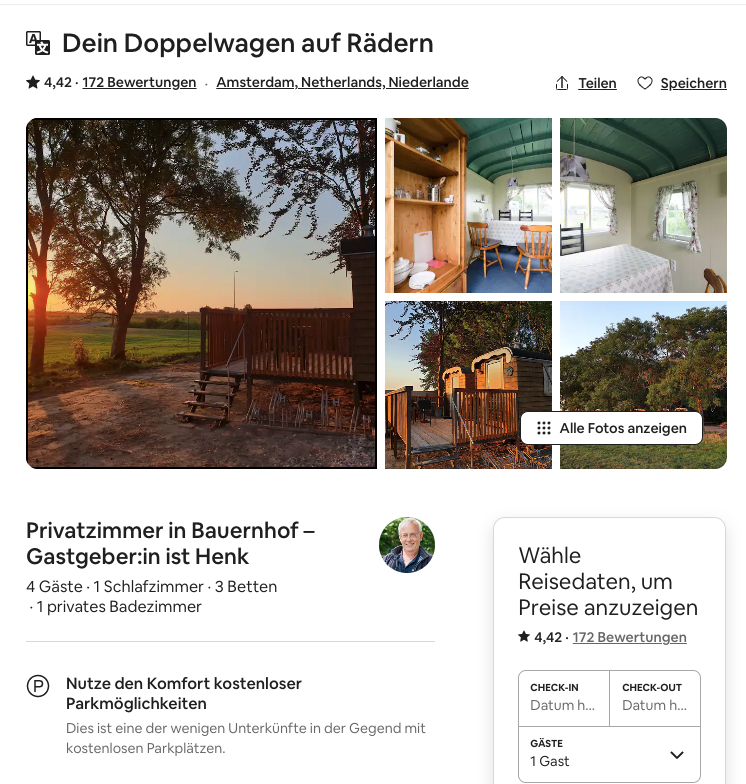 Dein Doppelwagen auf Rädern
4,42 · 172 Bewertungen · Amsterdam, Netherlands, Niederlande
Teilen
Speichern
Alle Fotos anzeigen
Privatzimmer in Bauernhof –
Gastgeber:in ist Henk
4 Gäste · 1 Schlafzimmer · 3 Betten
· 1 privates Badezimmer
Nutze den Komfort kostenloser
Parkmöglichkeiten
Dies ist eine der wenigen Unterkünfte in der Gegend mit
kostenlosen Parkplätzen.
Wähle
Reisedaten, um
Preise anzuzeigen
4,42 · 172 Bewertungen
CHECK-IN
Datum h...
CHECK-OUT
Datum h...
GÄSTE
1 Gast